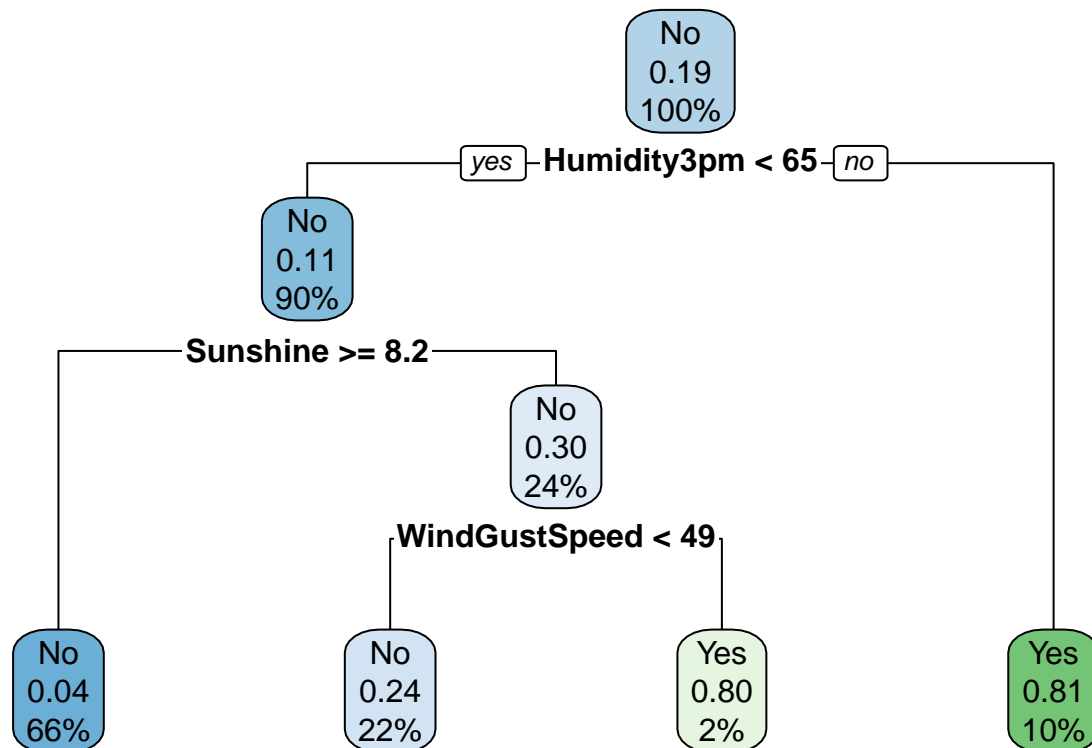 No
0.19
100%
yes Humidity3pm < 65 no
No
0.11
90%
Sunshine >= 8.2
No
0.30
24%
WindGustSpeed < 49
No
0.04
66%
No
0.24
22%
Yes
0.80
2%
Yes
0.81
10%